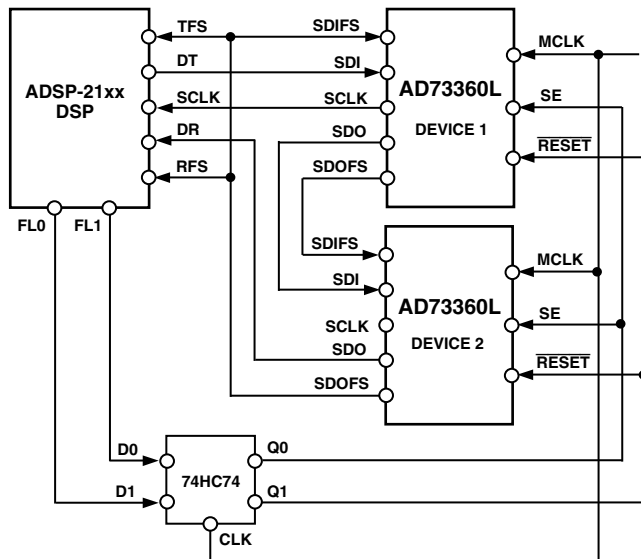 TFS
SDIFS
MCLK
DT
SDI
ADSP-21xx
DSP
AD73360L
SCLK
SCLK
SE
DR
SDO
DEVICE 1
RESET
RFS
SDOFS
FL0
FL1
SDIFS
MCLK
SDI
AD73360L
SCLK
SE
DEVICE 2
SDO
RESET
SDOFS
D0
Q0
74HC74
D1
Q1
CLK